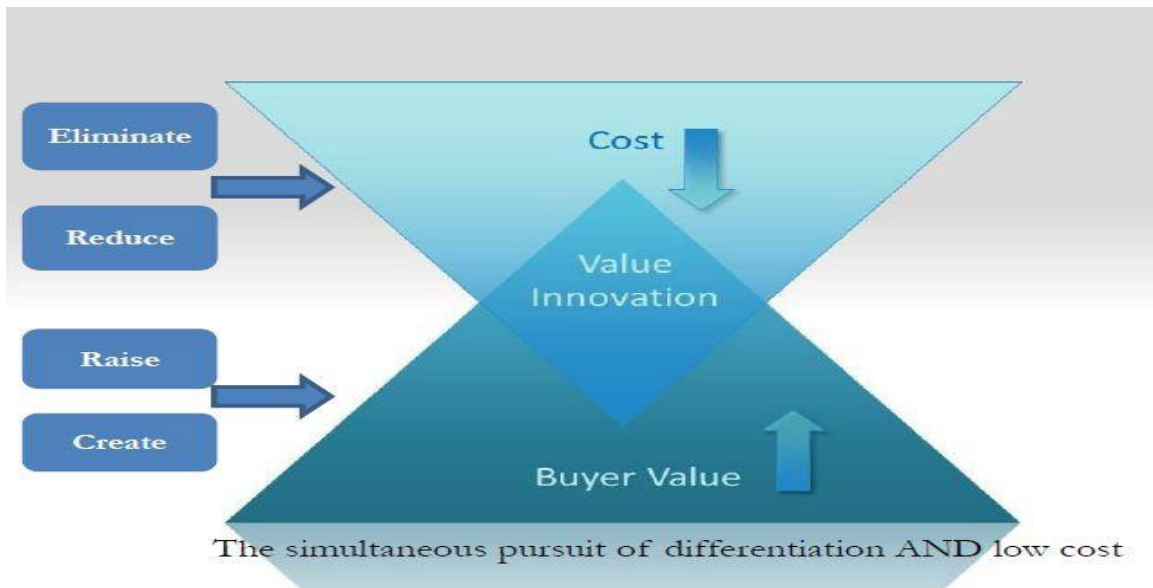 Eliminate
Reduce
Raise
Create
Cost
Value
Innovation
Buyer Value
The simultaneous pursuit of differentiation AND low cost